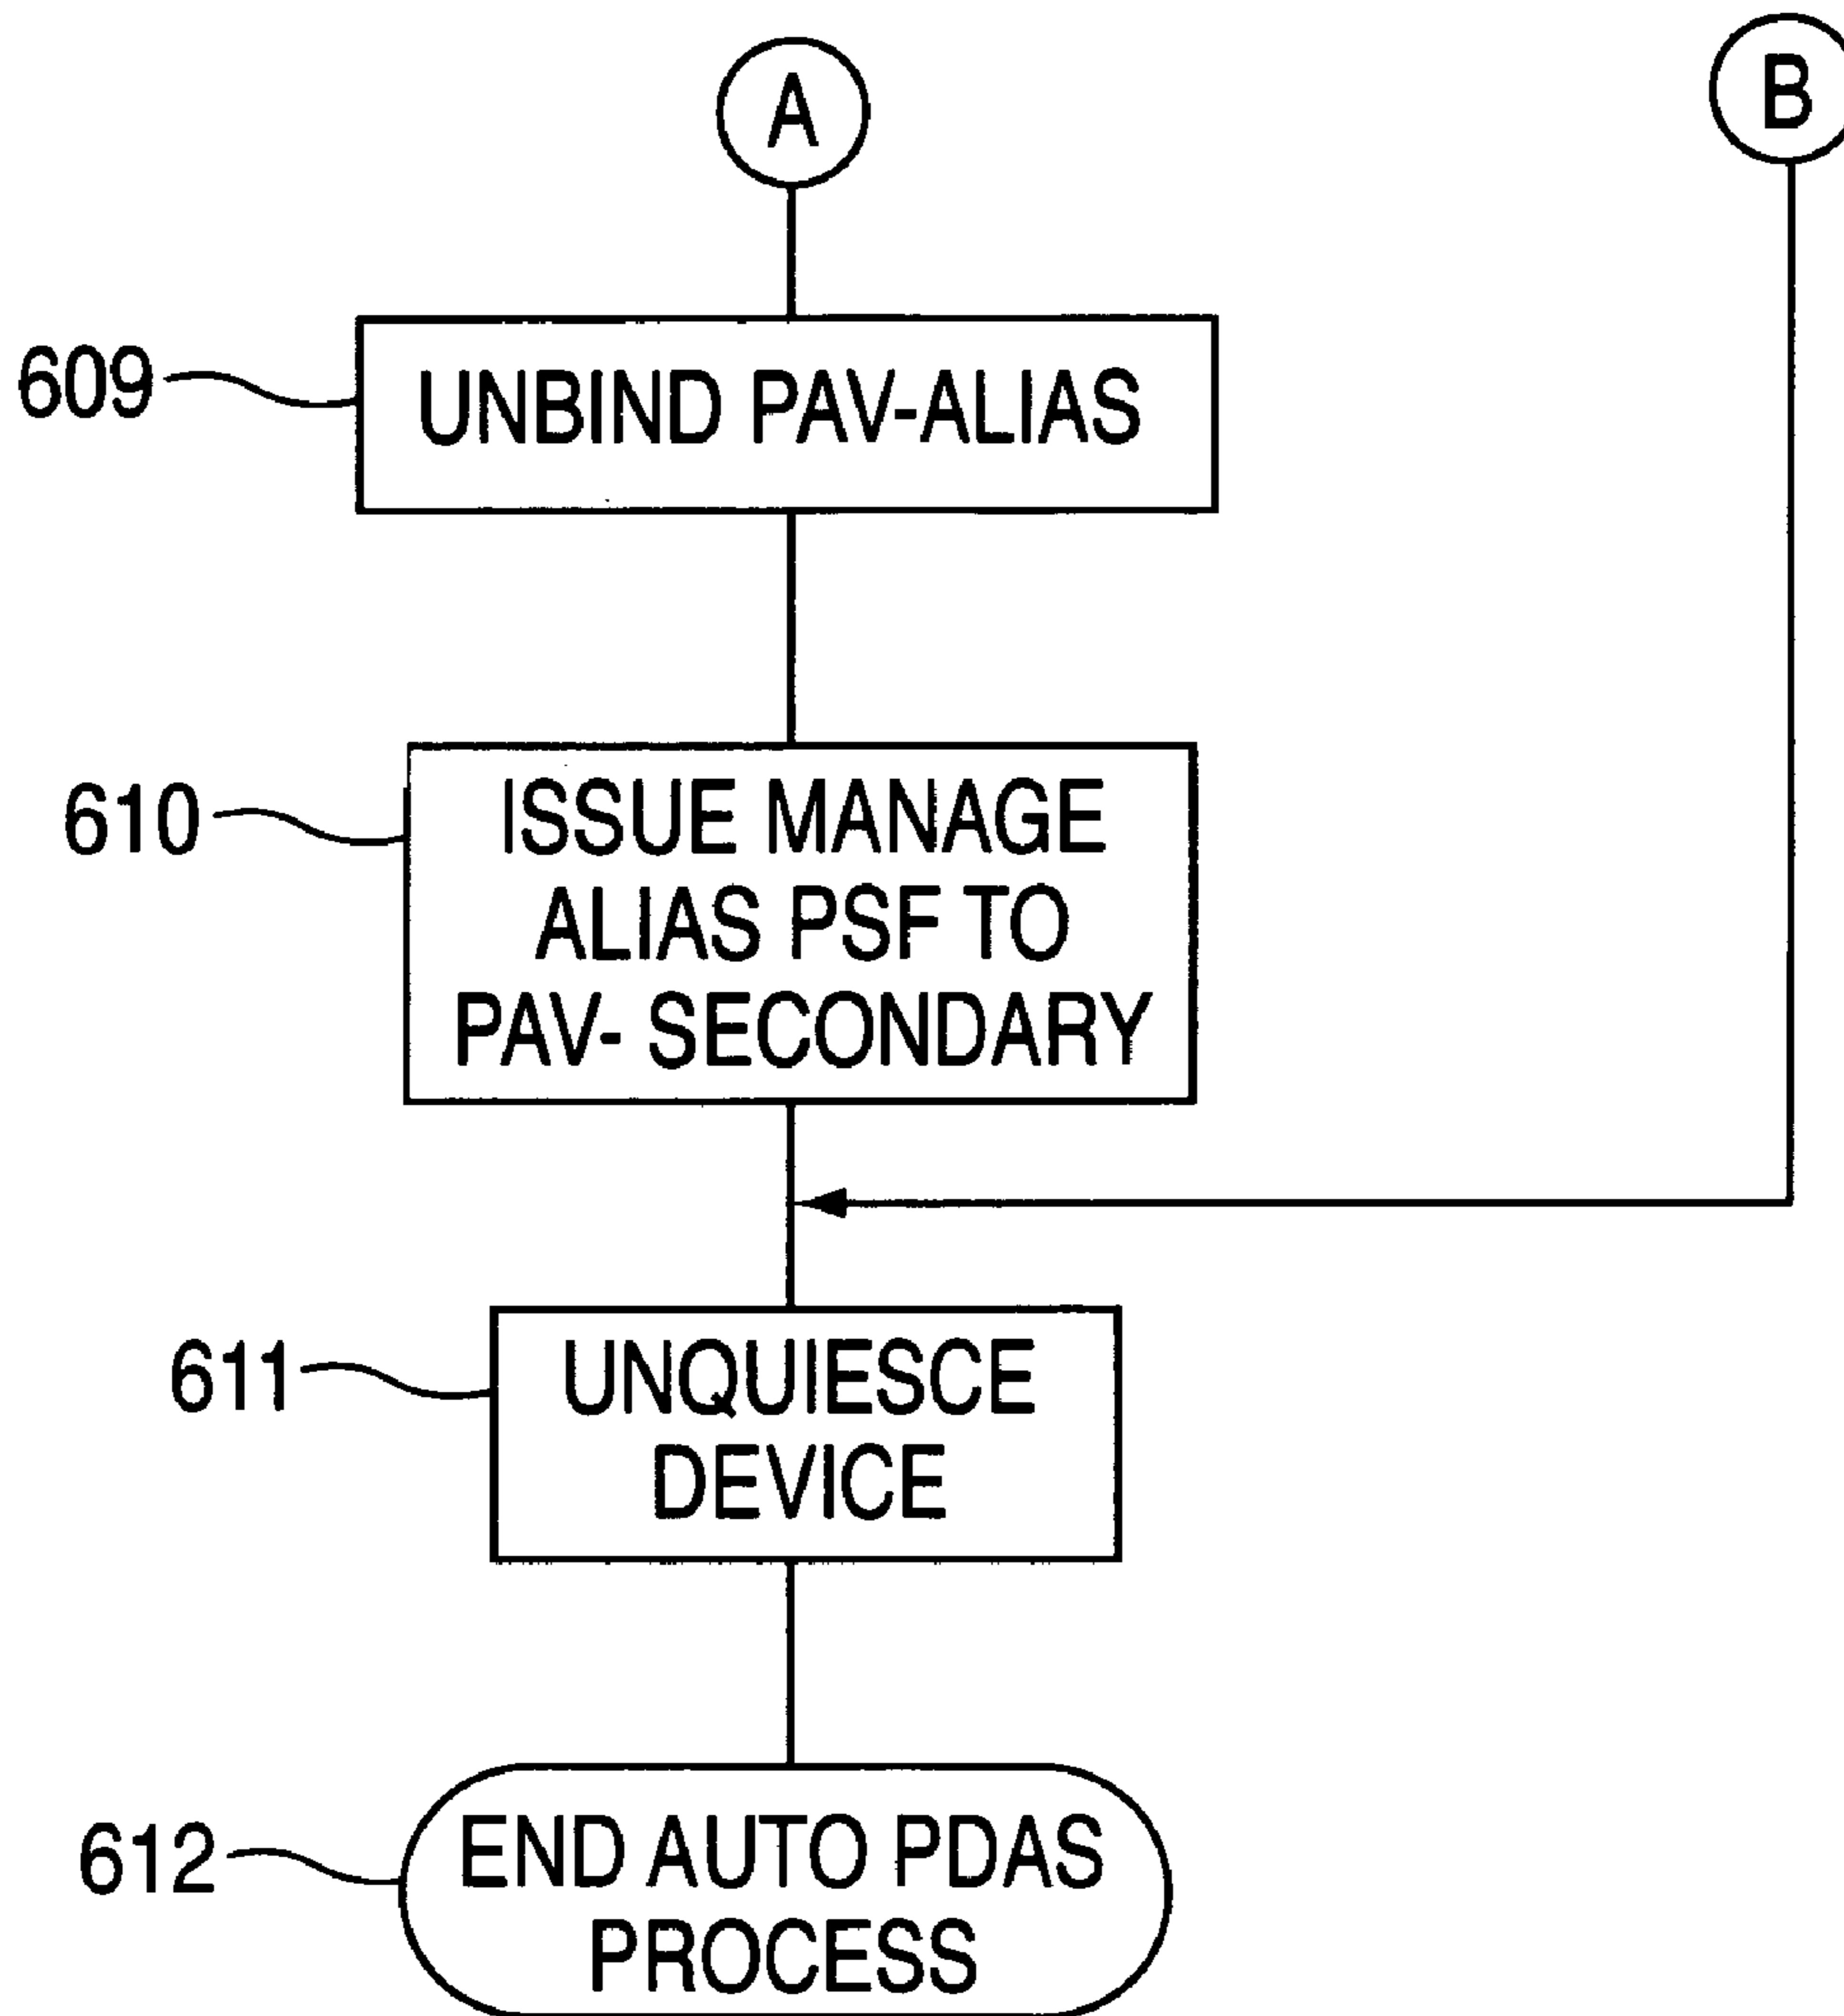 A
B
609
UNBIND PAV-ALIAS
610
ISSUE MANAGE
ALIAS PSF TO
PAV- SECONDARY
611
UNQUIESCE
DEVICE
612
END AUTO PDAS
PROCESS